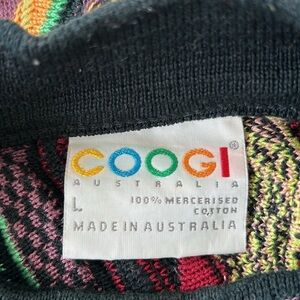 COOGI®
AUSTRALIA
L 100% MERCERISED
COTTON
MADE IN AUSTRALIA